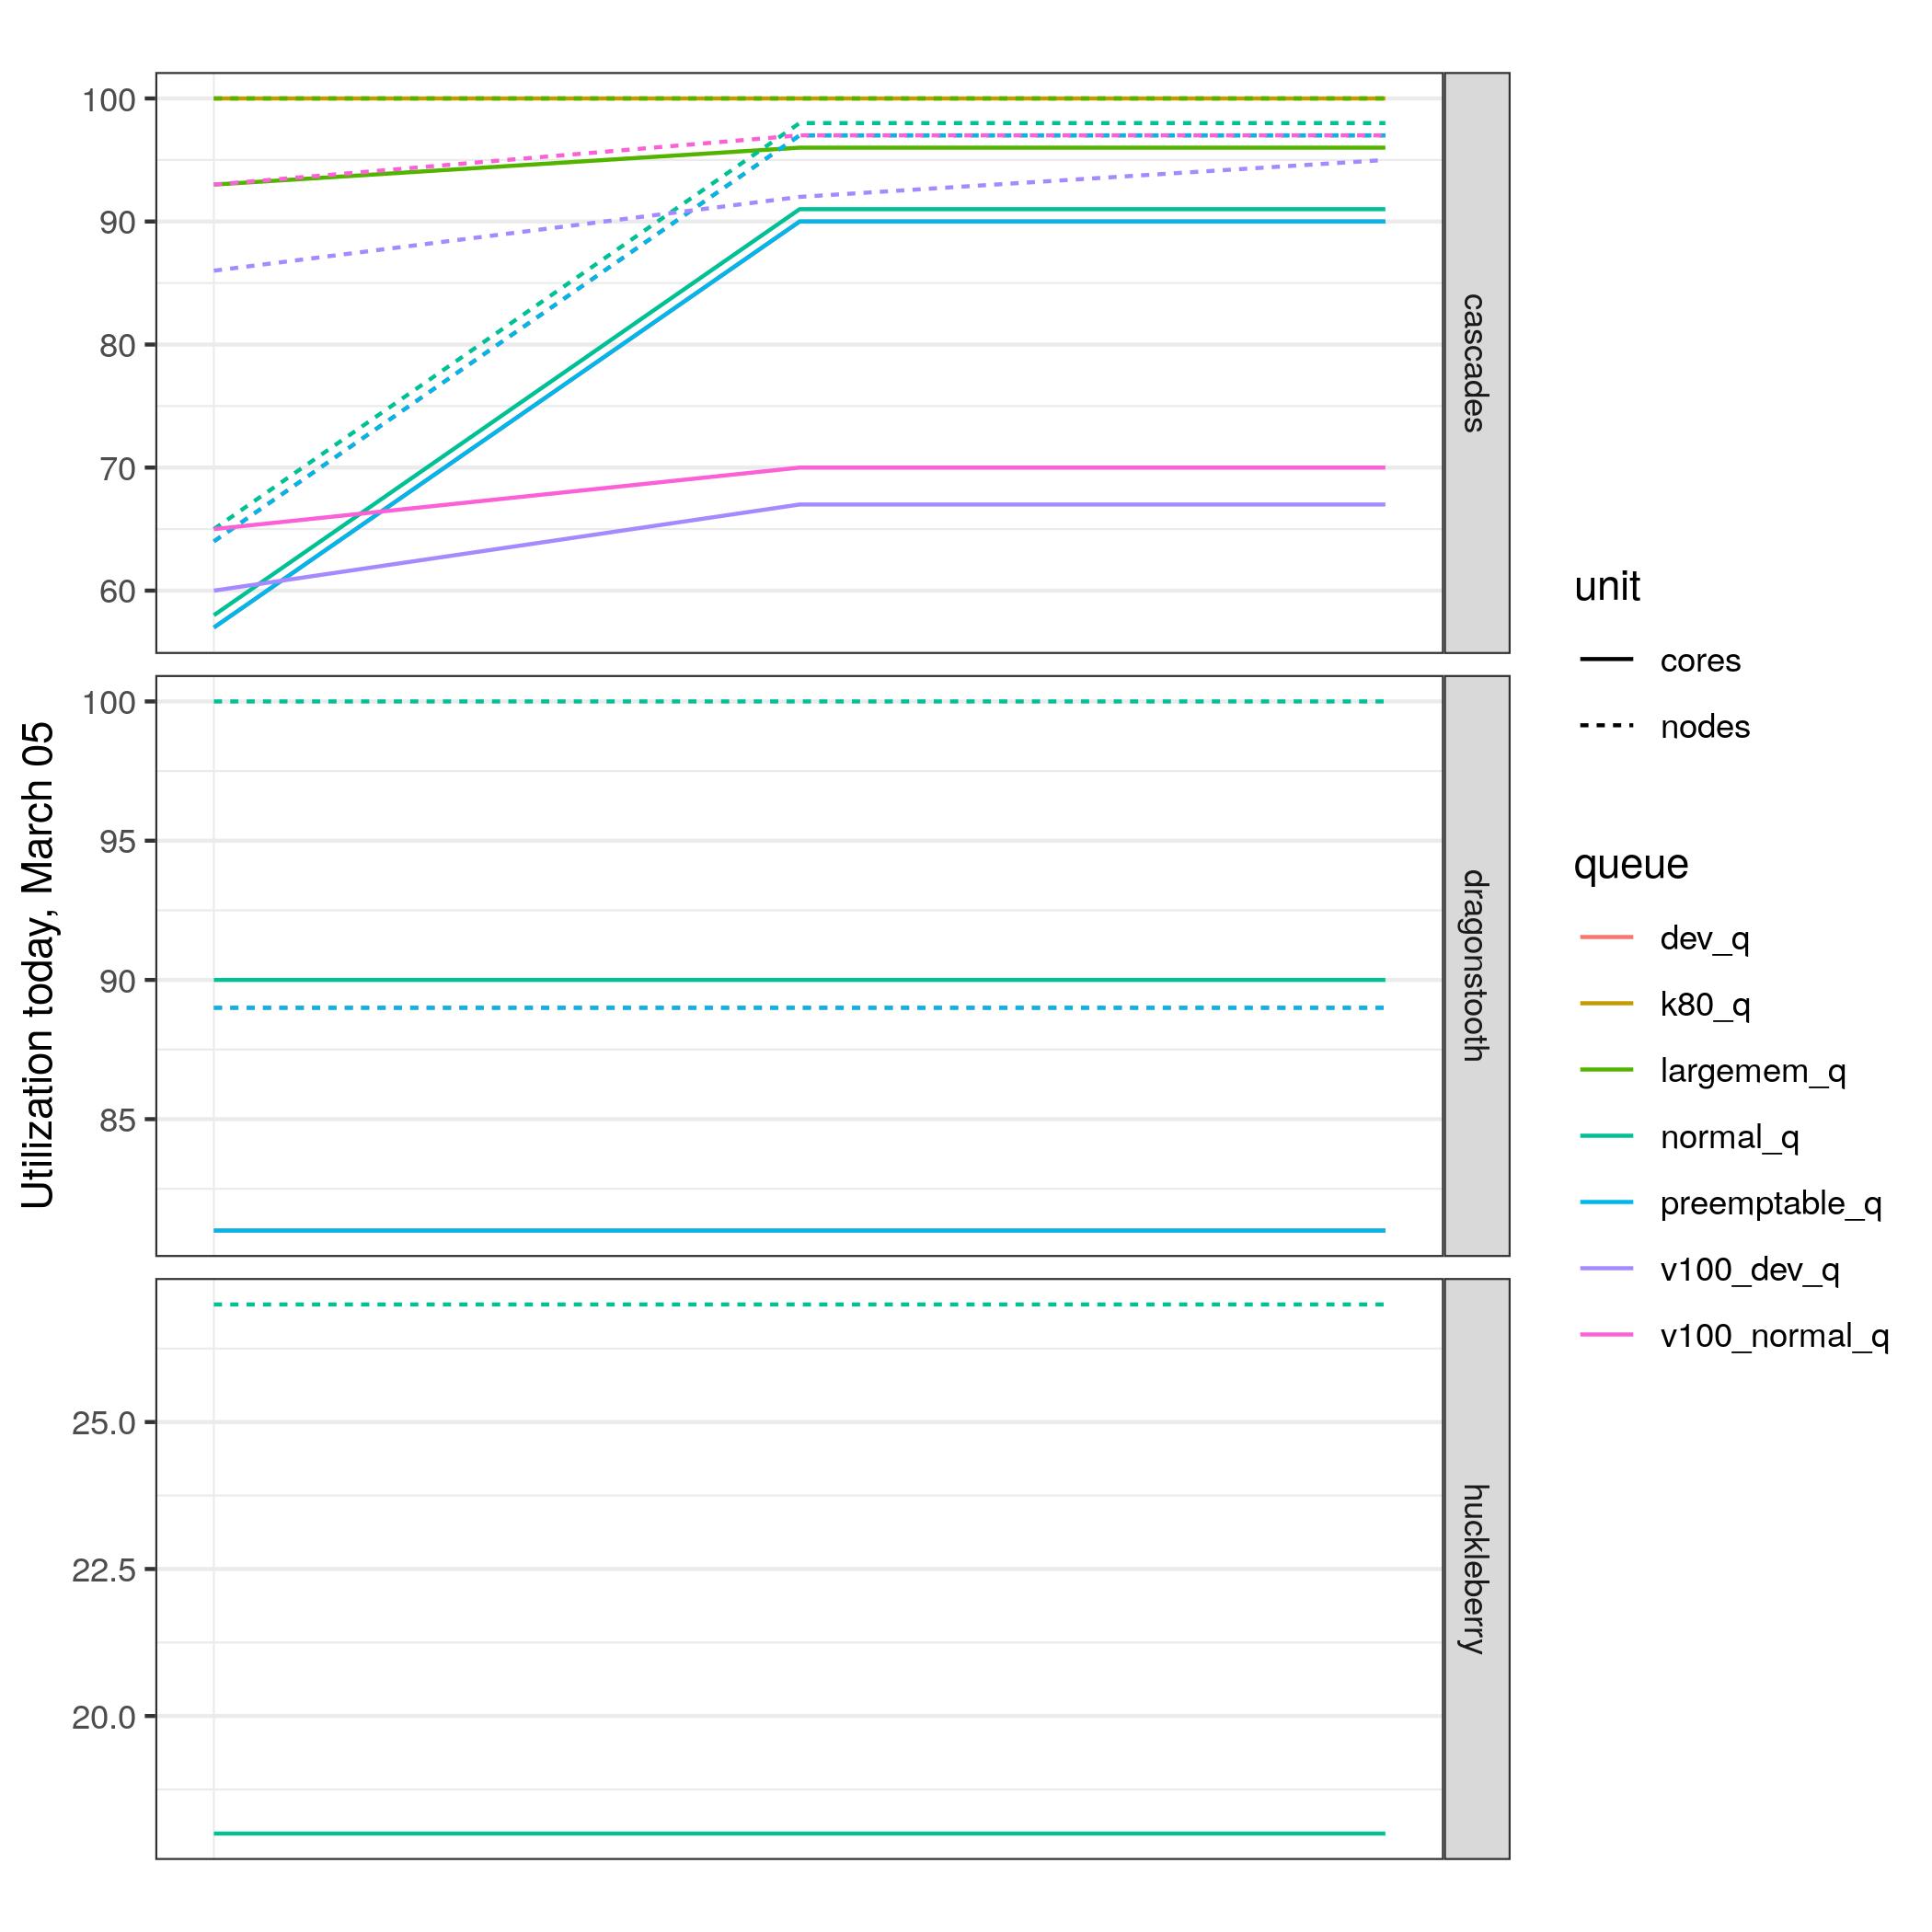 Utilization today, March 05
100
90
80
70
60
cascades
100
95
90
85
dragonstooth
25.0
22.5
20.0
huckleberry
unit
cores
nodes
queue
dev_q
k80_q
largemem_q
normal_q
preemptable_q
v100_dev_q
v100_normal_q